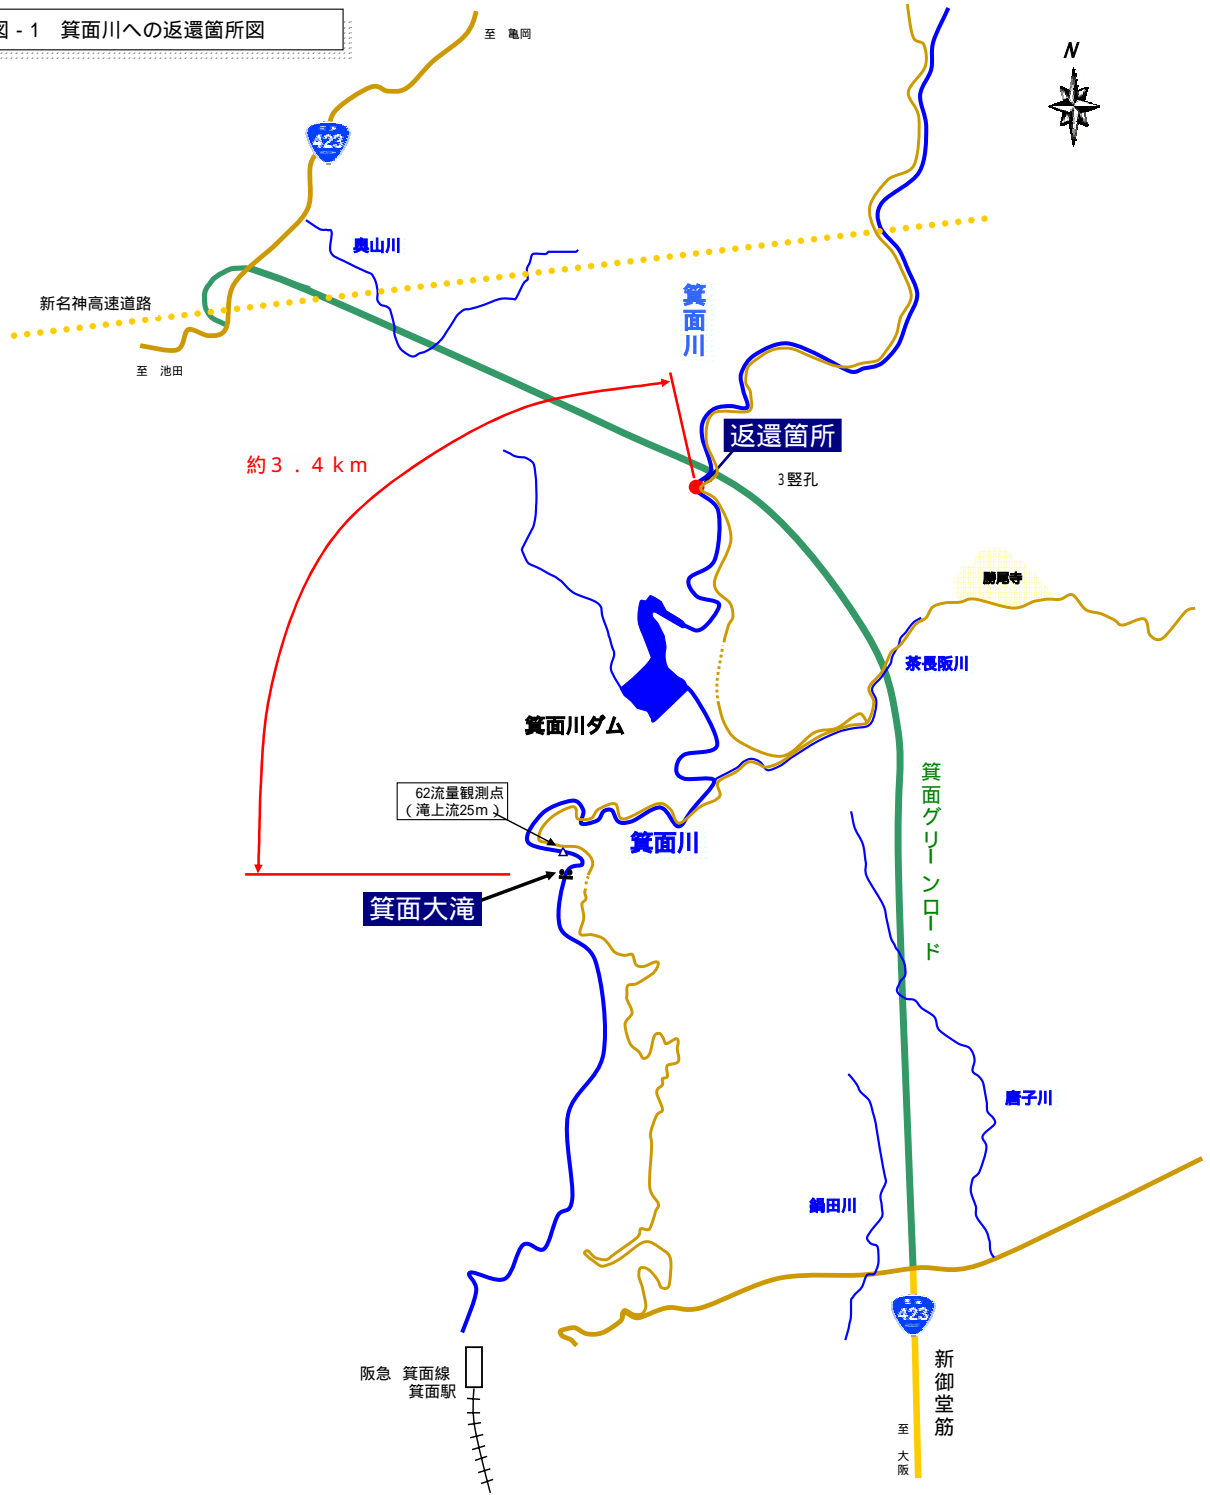 図 - 1　箕面川への返還箇所図
至　亀岡
N
423
奥山川
新名神高速道路
至　池田
箕面川
返還箇所
3竪孔
約３．４ｋｍ
勝尾寺
茶長阪川
箕面川ダム
箕面グリーンロード
62流量観測点
（滝上流25m）
箕面川
箕面大滝
唐子川
鍋田川
423
新御堂筋
阪急　箕面線
箕面駅
至　大阪